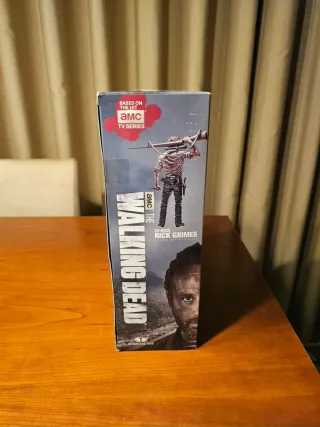 BASED ON
THE HIT
amc
TV SERIES
amc THE
WALKING DEAD
RICK GRIMES